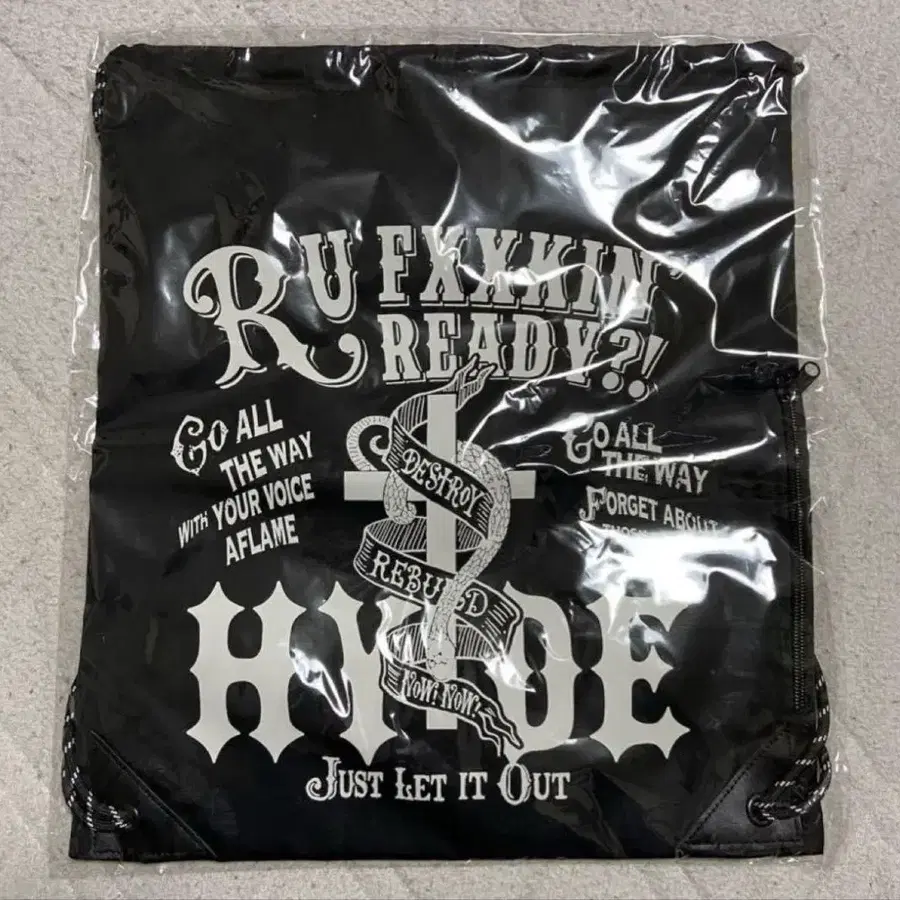 R U FXXKIN'
READY?!
GO ALL
THE WAY
WITH YOUR VOICE
AFLAME
DESTROY
REBUILD
NOW! NOW!
GO ALL
THE WAY
FORGET ABOUT
HYDE
JUST LET IT OUT